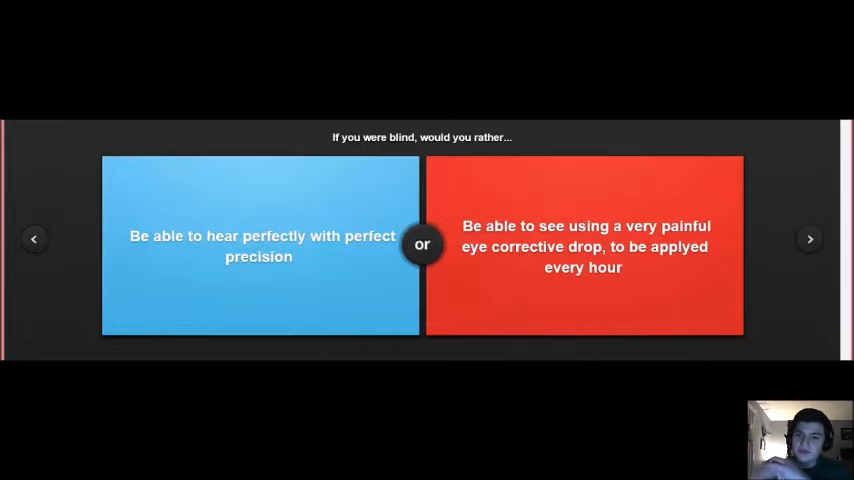 If you were blind, would you rather...
Be able to hear perfectly with perfect
precision
or
Be able to see using a very painful
eye corrective drop, to be applyed
every hour